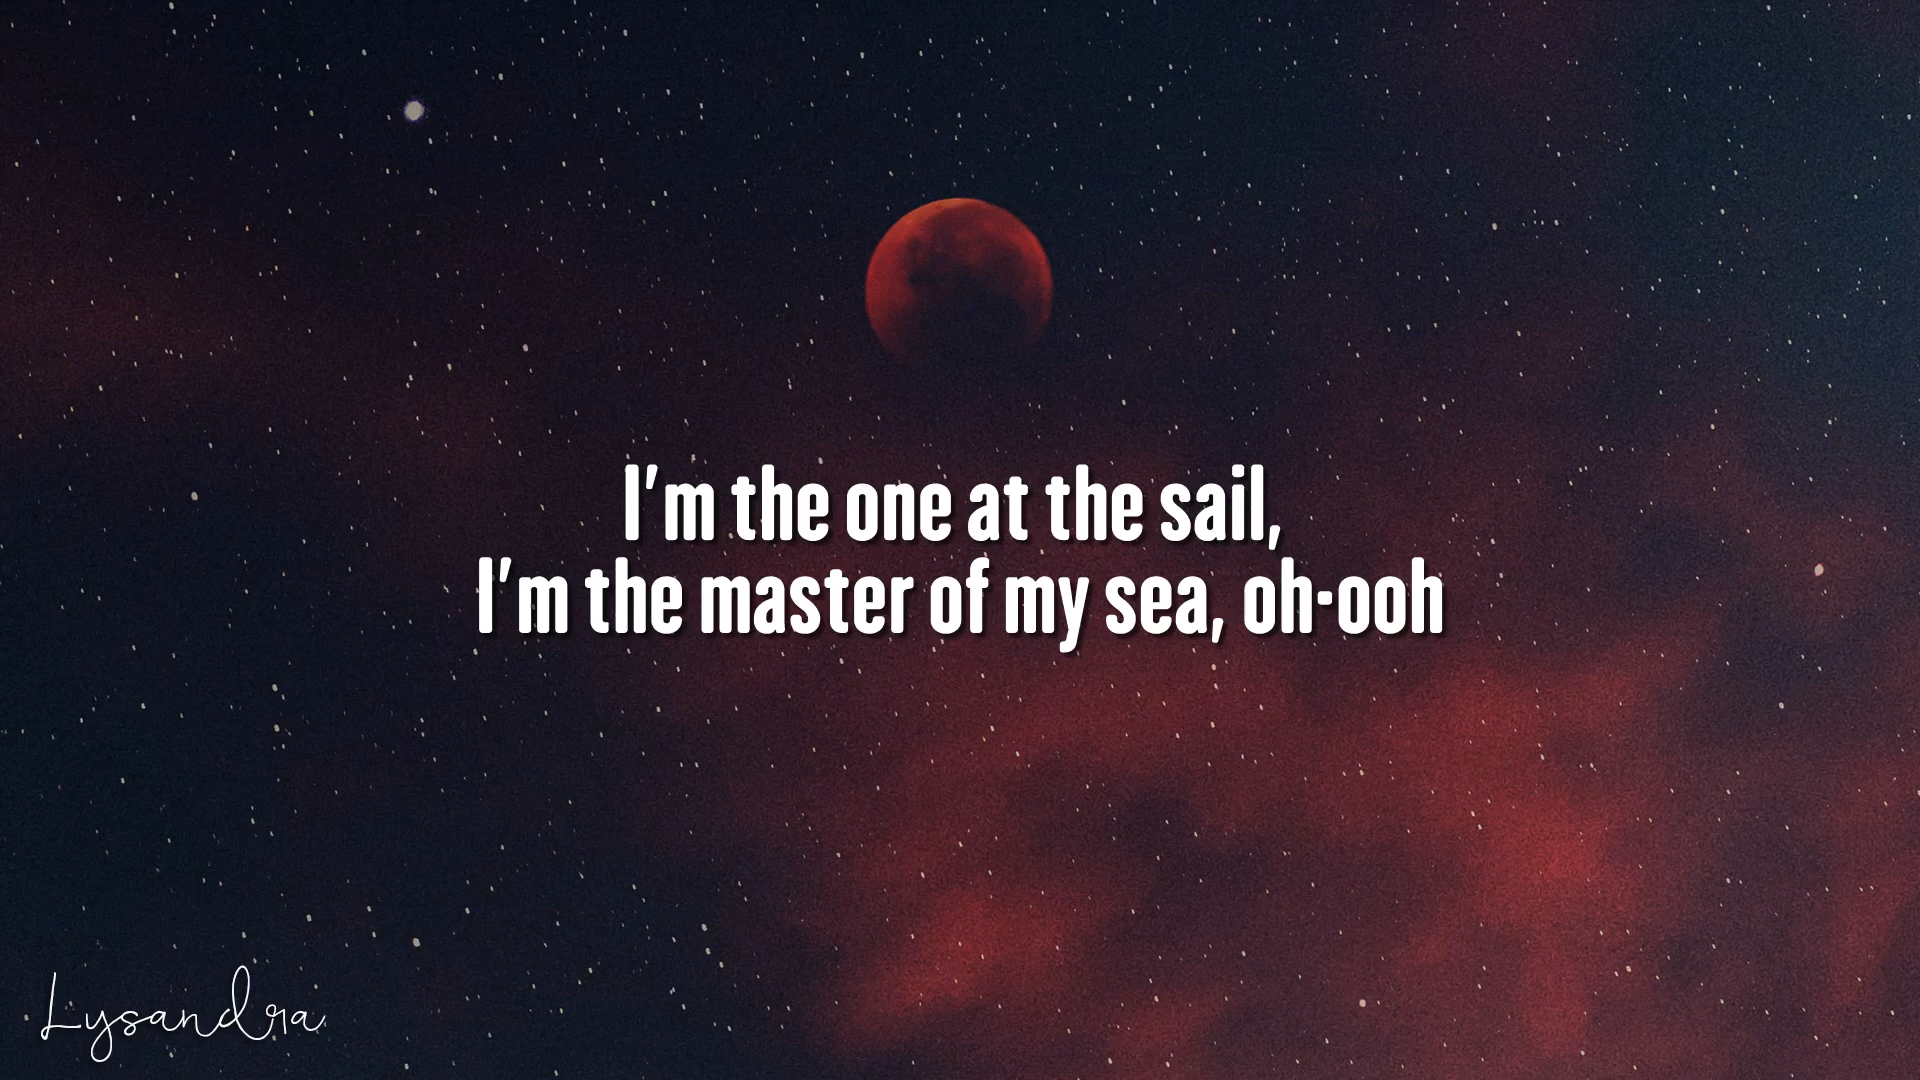 I'm the one at the sail,
I'm the master of my sea, oh-ooh
Lysandra